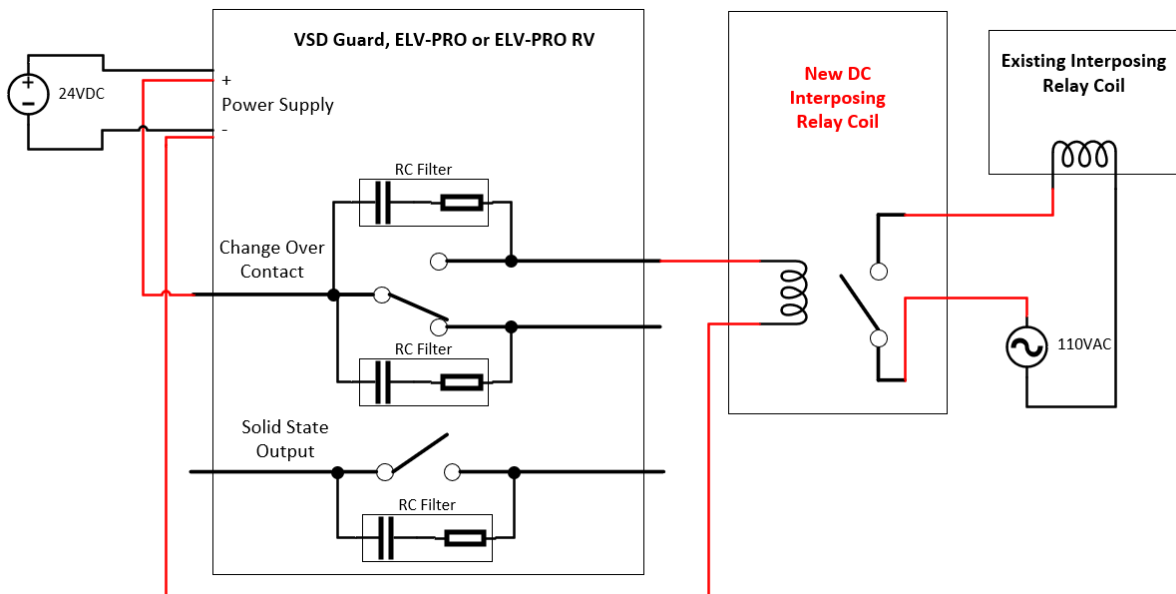 VSD Guard, ELV-PRO or ELV-PRO RV
24VDC
+
-
+
Power Supply
-
New DC
Interposing
Relay Coil
Existing Interposing
Relay Coil
RC Filter
Change Over
Contact
RC Filter
110VAC
Solid State
Output
RC Filter